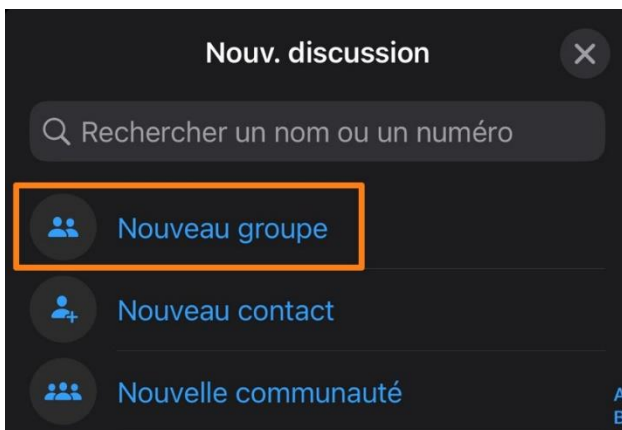 Nouv. discussion
Rechercher un nom ou un numéro
Nouveau groupe
Nouveau contact
Nouvelle communauté
A
B